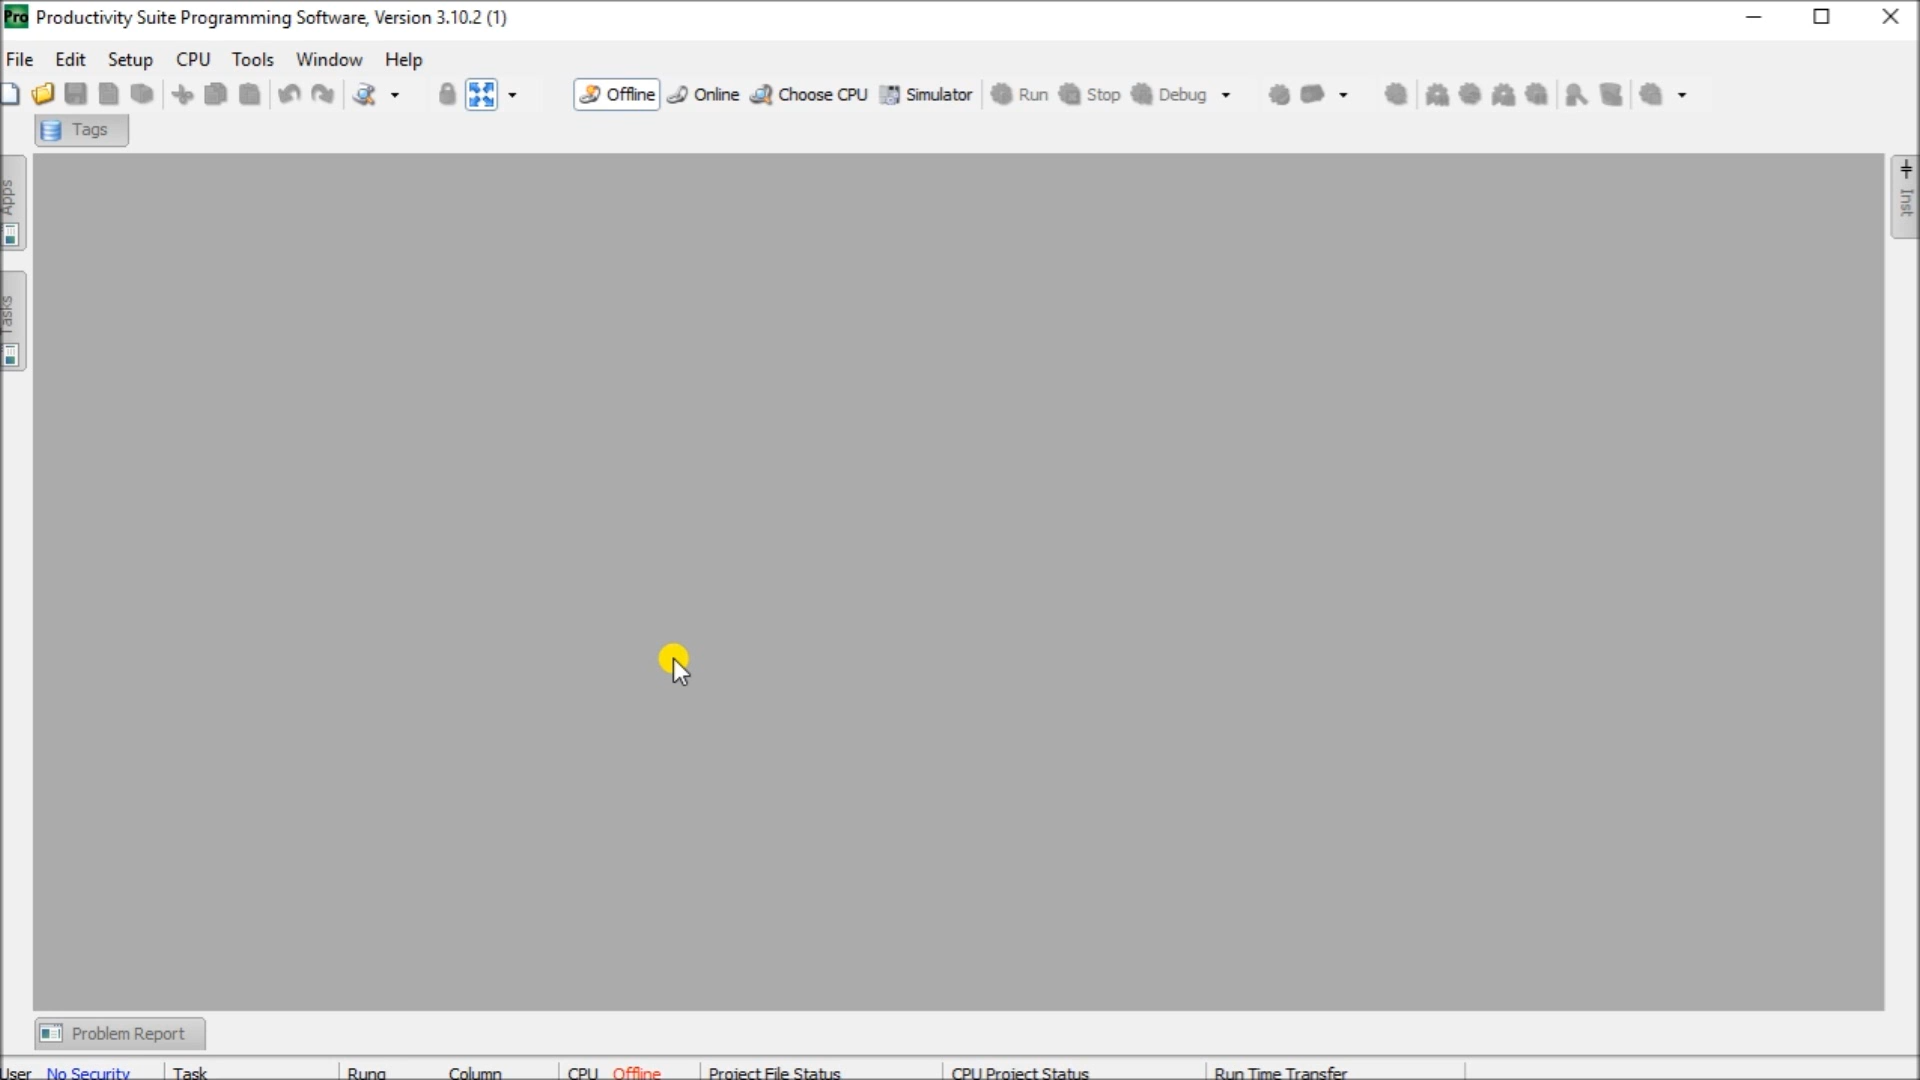 Pro Productivity Suite Programming Software, Version 3.10.2 (1)
File Edit Setup CPU Tools Window Help
Offline Online Choose CPU Simulator Run Stop Debug
Tags
Apps
Tasks
Inst
Problem Report
User No Security Task Rung Column CPU Offline Project File Status CPU Project Status Run Time Transfer